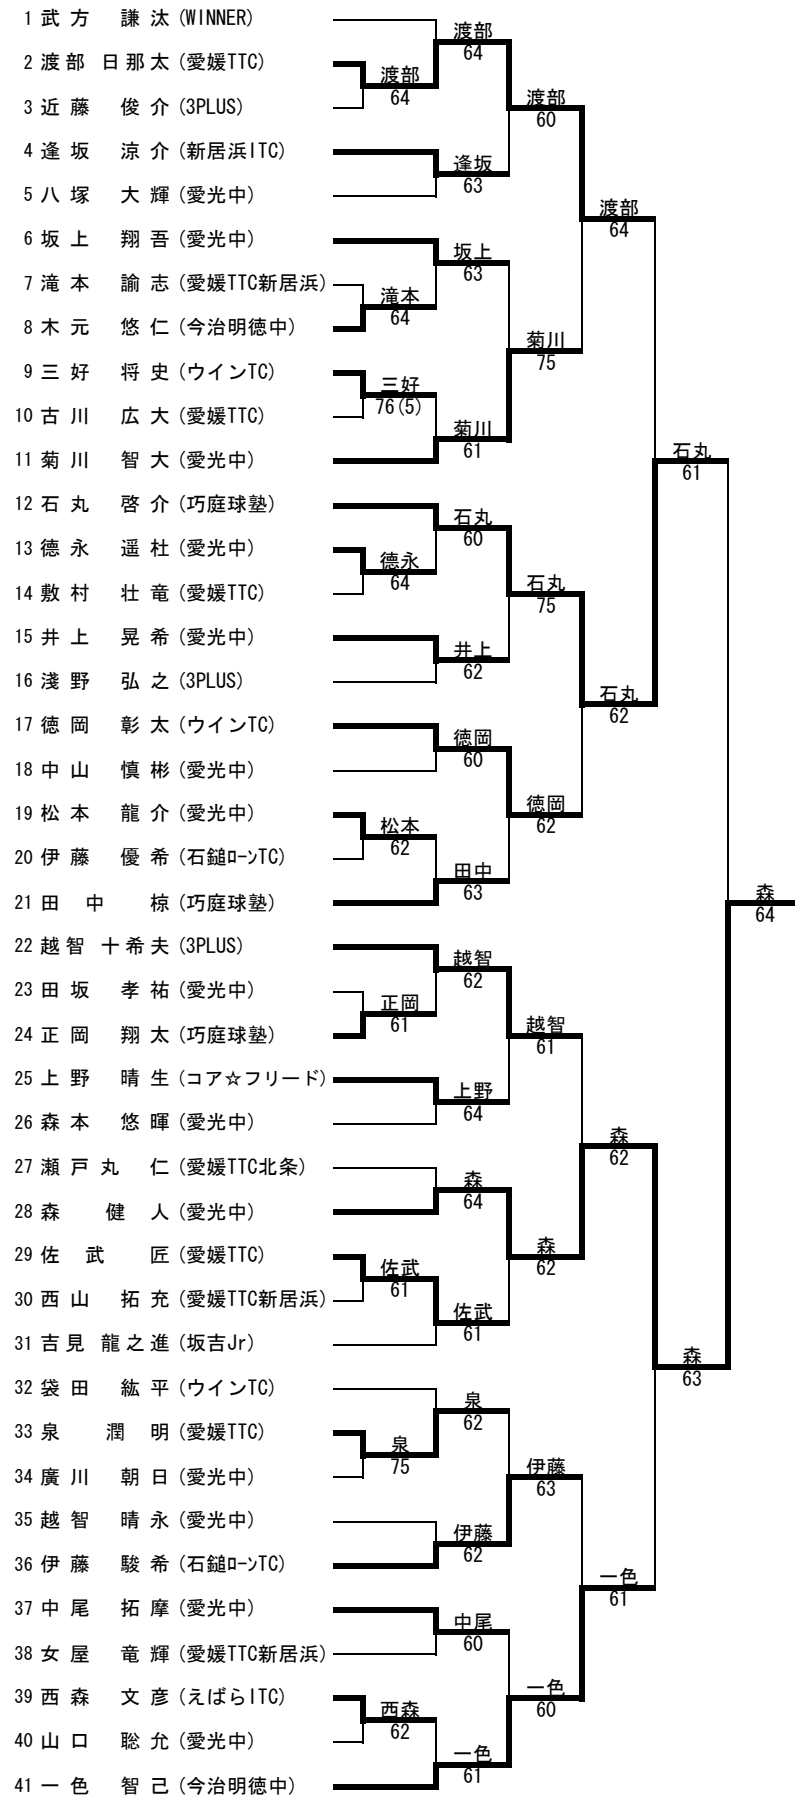 1 武方 謙汰 (WINNER)
2 渡部 日那太 (愛媛TTC)
3 近藤 俊介 (3PLUS)
4 逢坂 涼介 (新居浜ITC)
5 八塚 大輝 (愛光中)
6 坂上 翔吾 (愛光中)
7 滝本 諭志 (愛媛TTC新居浜)
8 木元 悠仁 (今治明徳中)
9 三好 将史 (ウインTC)
10 古川 広大 (愛媛TTC)
11 菊川 智大 (愛光中)
12 石丸 啓介 (巧庭球塾)
13 德永 遥杜 (愛光中)
14 敷村 壮竜 (愛媛TTC)
15 井上 晃希 (愛光中)
16 淺野 弘之 (3PLUS)
17 徳岡 彰太 (ウインTC)
18 中山 慎彬 (愛光中)
19 松本 龍介 (愛光中)
20 伊藤 優希 (石鎚ローンTC)
21 田中 椋 (巧庭球塾)
22 越智 十希夫 (3PLUS)
23 田坂 孝祐 (愛光中)
24 正岡 翔太 (巧庭球塾)
25 上野 晴生 (コア☆フリード)
26 森本 悠暉 (愛光中)
27 瀬戸丸 仁 (愛媛TTC北条)
28 森 健人 (愛光中)
29 佐武 匠 (愛媛TTC)
30 西山 拓充 (愛媛TTC新居浜)
31 吉見 龍之進 (坂吉Jr)
32 袋田 紘平 (ウインTC)
33 泉 潤明 (愛媛TTC)
34 廣川 朝日 (愛光中)
35 越智 晴永 (愛光中)
36 伊藤 駿希 (石鎚ローンTC)
37 中尾 拓摩 (愛光中)
38 女屋 竜輝 (愛媛TTC新居浜)
39 西森 文彦 (えばらITC)
40 山口 聡允 (愛光中)
41 一色 智己 (今治明徳中)
渡部
64
滝本
64
三好
76(5)
德永
64
松本
62
正岡
61
佐武
61
泉
75
西森
62
渡部
64
逢坂
63
坂上
63
菊川
61
石丸
60
井上
62
徳岡
60
田中
63
越智
62
上野
64
森
64
佐武
61
泉
62
伊藤
62
中尾
60
一色
61
渡部
60
菊川
75
石丸
75
徳岡
62
越智
61
森
62
伊藤
63
一色
60
渡部
64
石丸
62
森
62
一色
61
石丸
61
森
63
森
64